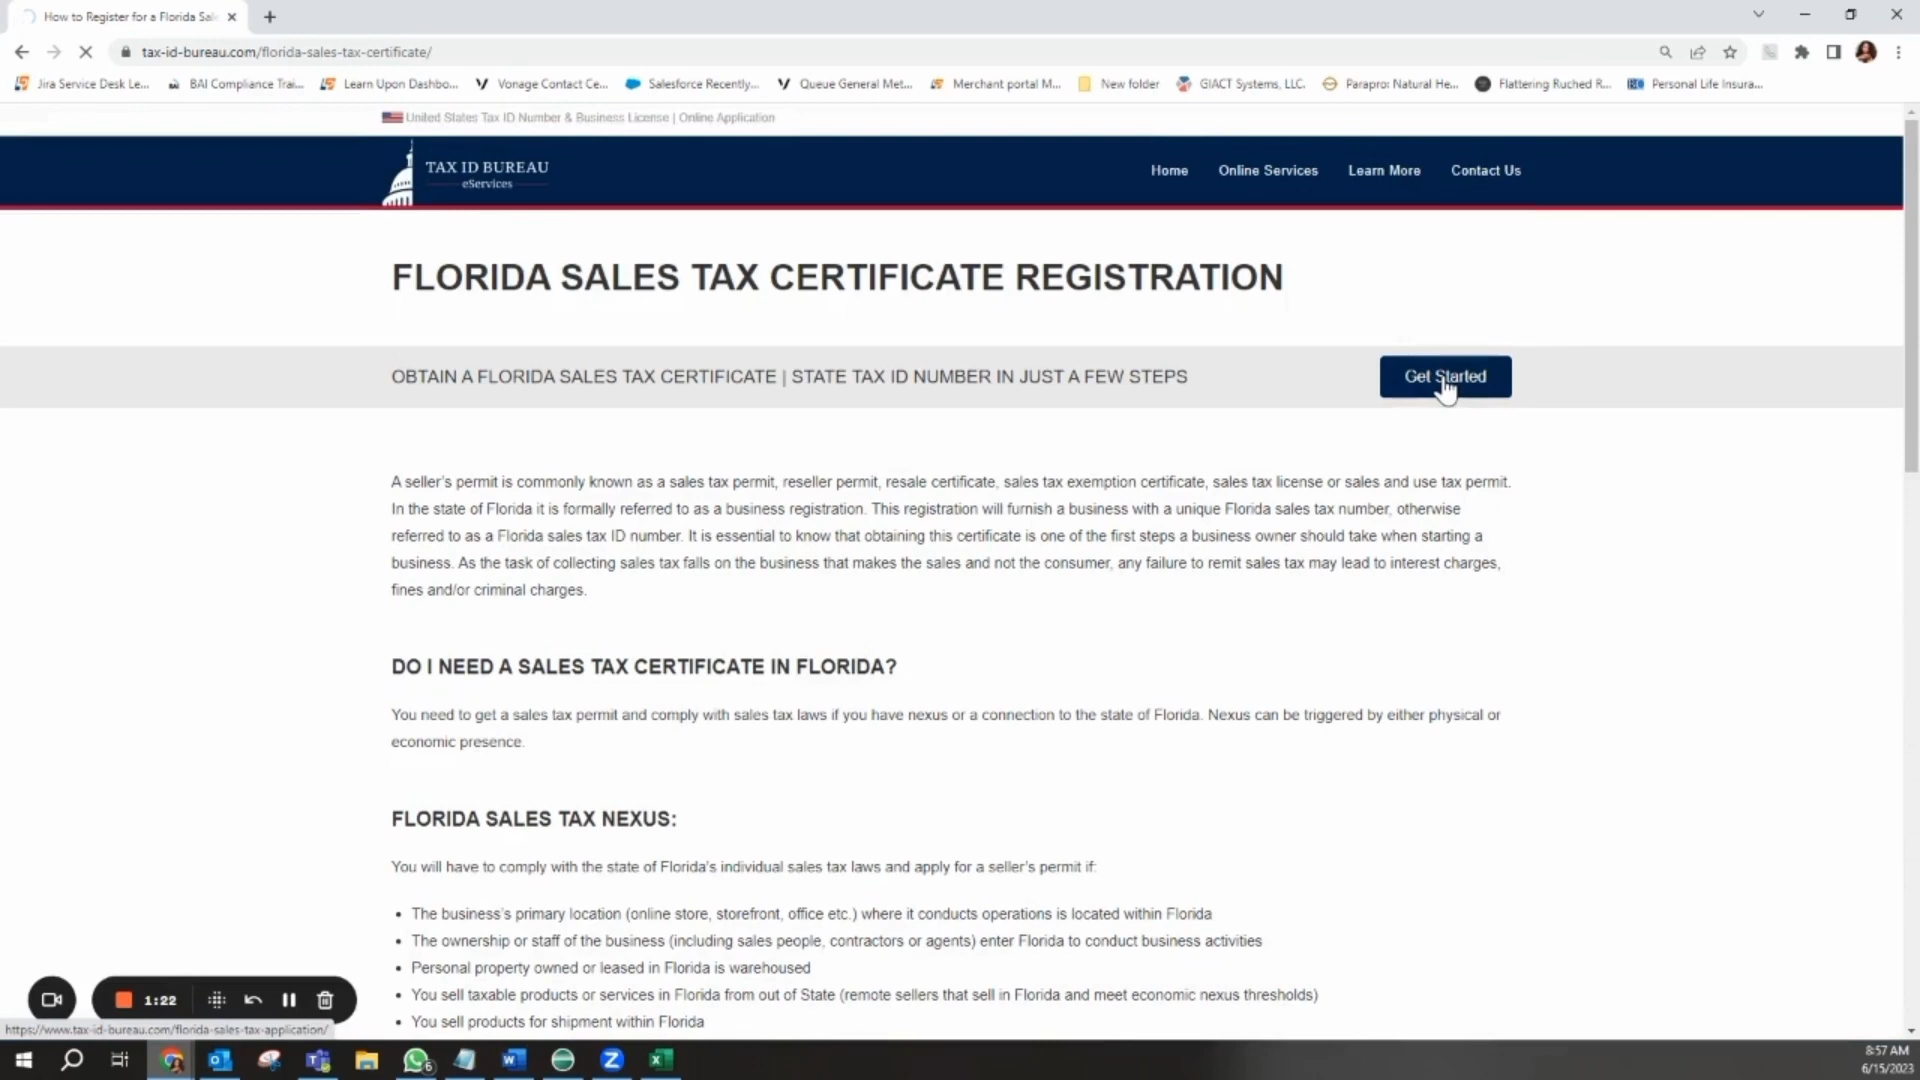 How to Register for a Florida Sal
tax-id-bureau.com/florida-sales-tax-certificate/
Jira Service Desk Le... BAI Compliance Trai... Learn Upon Dashbo... Vonage Contact Ce... Salesforce Recently... Queue General Met... Merchant portal M... New folder GIACT Systems, LLC. Parapro: Natural He... Flattering Ruched R... Personal Life Insura...
United States Tax ID Number & Business License | Online Application
TAX ID BUREAU
eServices
Home Online Services Learn More Contact Us
FLORIDA SALES TAX CERTIFICATE REGISTRATION
OBTAIN A FLORIDA SALES TAX CERTIFICATE | STATE TAX ID NUMBER IN JUST A FEW STEPS
Get Started
A seller's permit is commonly known as a sales tax permit, reseller permit, resale certificate, sales tax exemption certificate, sales tax license or sales and use tax permit.
In the state of Florida it is formally referred to as a business registration. This registration will furnish a business with a unique Florida sales tax number, otherwise
referred to as a Florida sales tax ID number. It is essential to know that obtaining this certificate is one of the first steps a business owner should take when starting a
business. As the task of collecting sales tax falls on the business that makes the sales and not the consumer, any failure to remit sales tax may lead to interest charges,
fines and/or criminal charges.
DO I NEED A SALES TAX CERTIFICATE IN FLORIDA?
You need to get a sales tax permit and comply with sales tax laws if you have nexus or a connection to the state of Florida. Nexus can be triggered by either physical or
economic presence.
FLORIDA SALES TAX NEXUS:
You will have to comply with the state of Florida's individual sales tax laws and apply for a seller's permit if:
• The business's primary location (online store, storefront, office etc.) where it conducts operations is located within Florida
• The ownership or staff of the business (including sales people, contractors or agents) enter Florida to conduct business activities
• Personal property owned or leased in Florida is warehoused
• You sell taxable products or services in Florida from out of State (remote sellers that sell in Florida and meet economic nexus thresholds)
• You sell products for shipment within Florida
1:22
https://www.tax-id-bureau.com/florida-sales-tax-application/
8:57 AM
6/15/2023